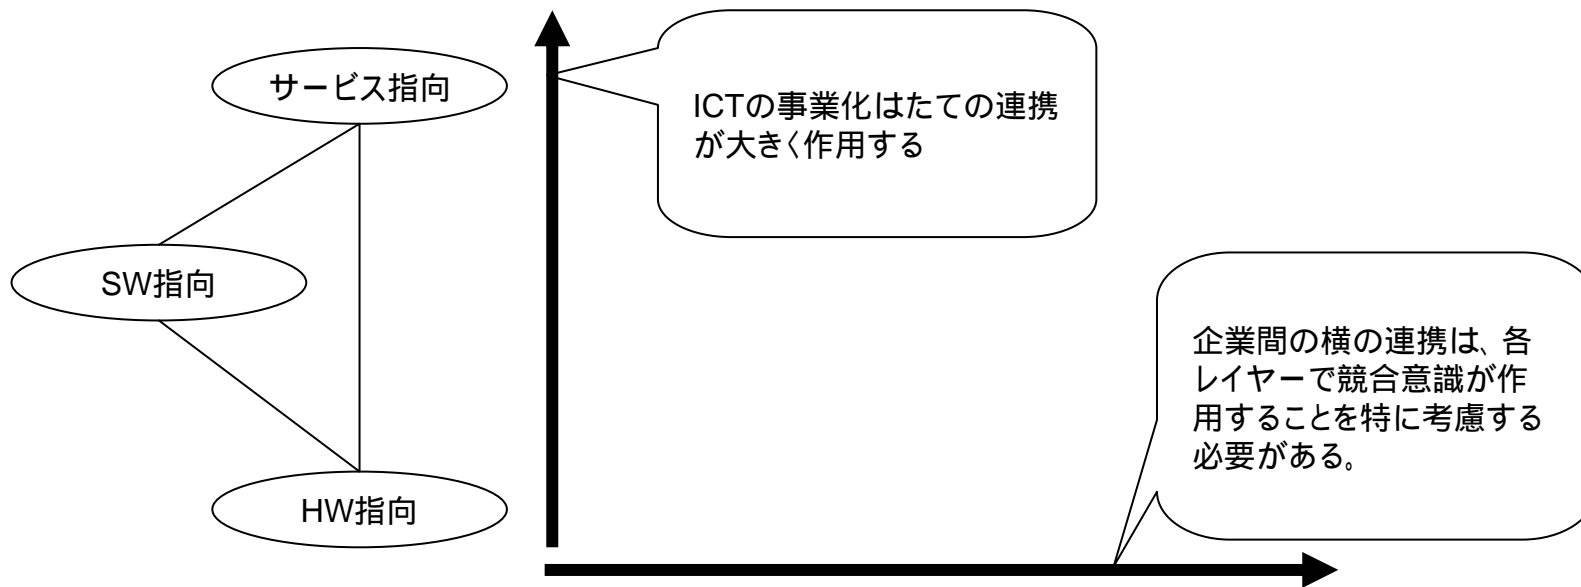 サービス指向
ICTの事業化はたての連携
が大きく作用する
SW指向
企業間の横の連携は、各
レイヤーで競合意識が作
用することを特に考慮する
必要がある。
HW指向